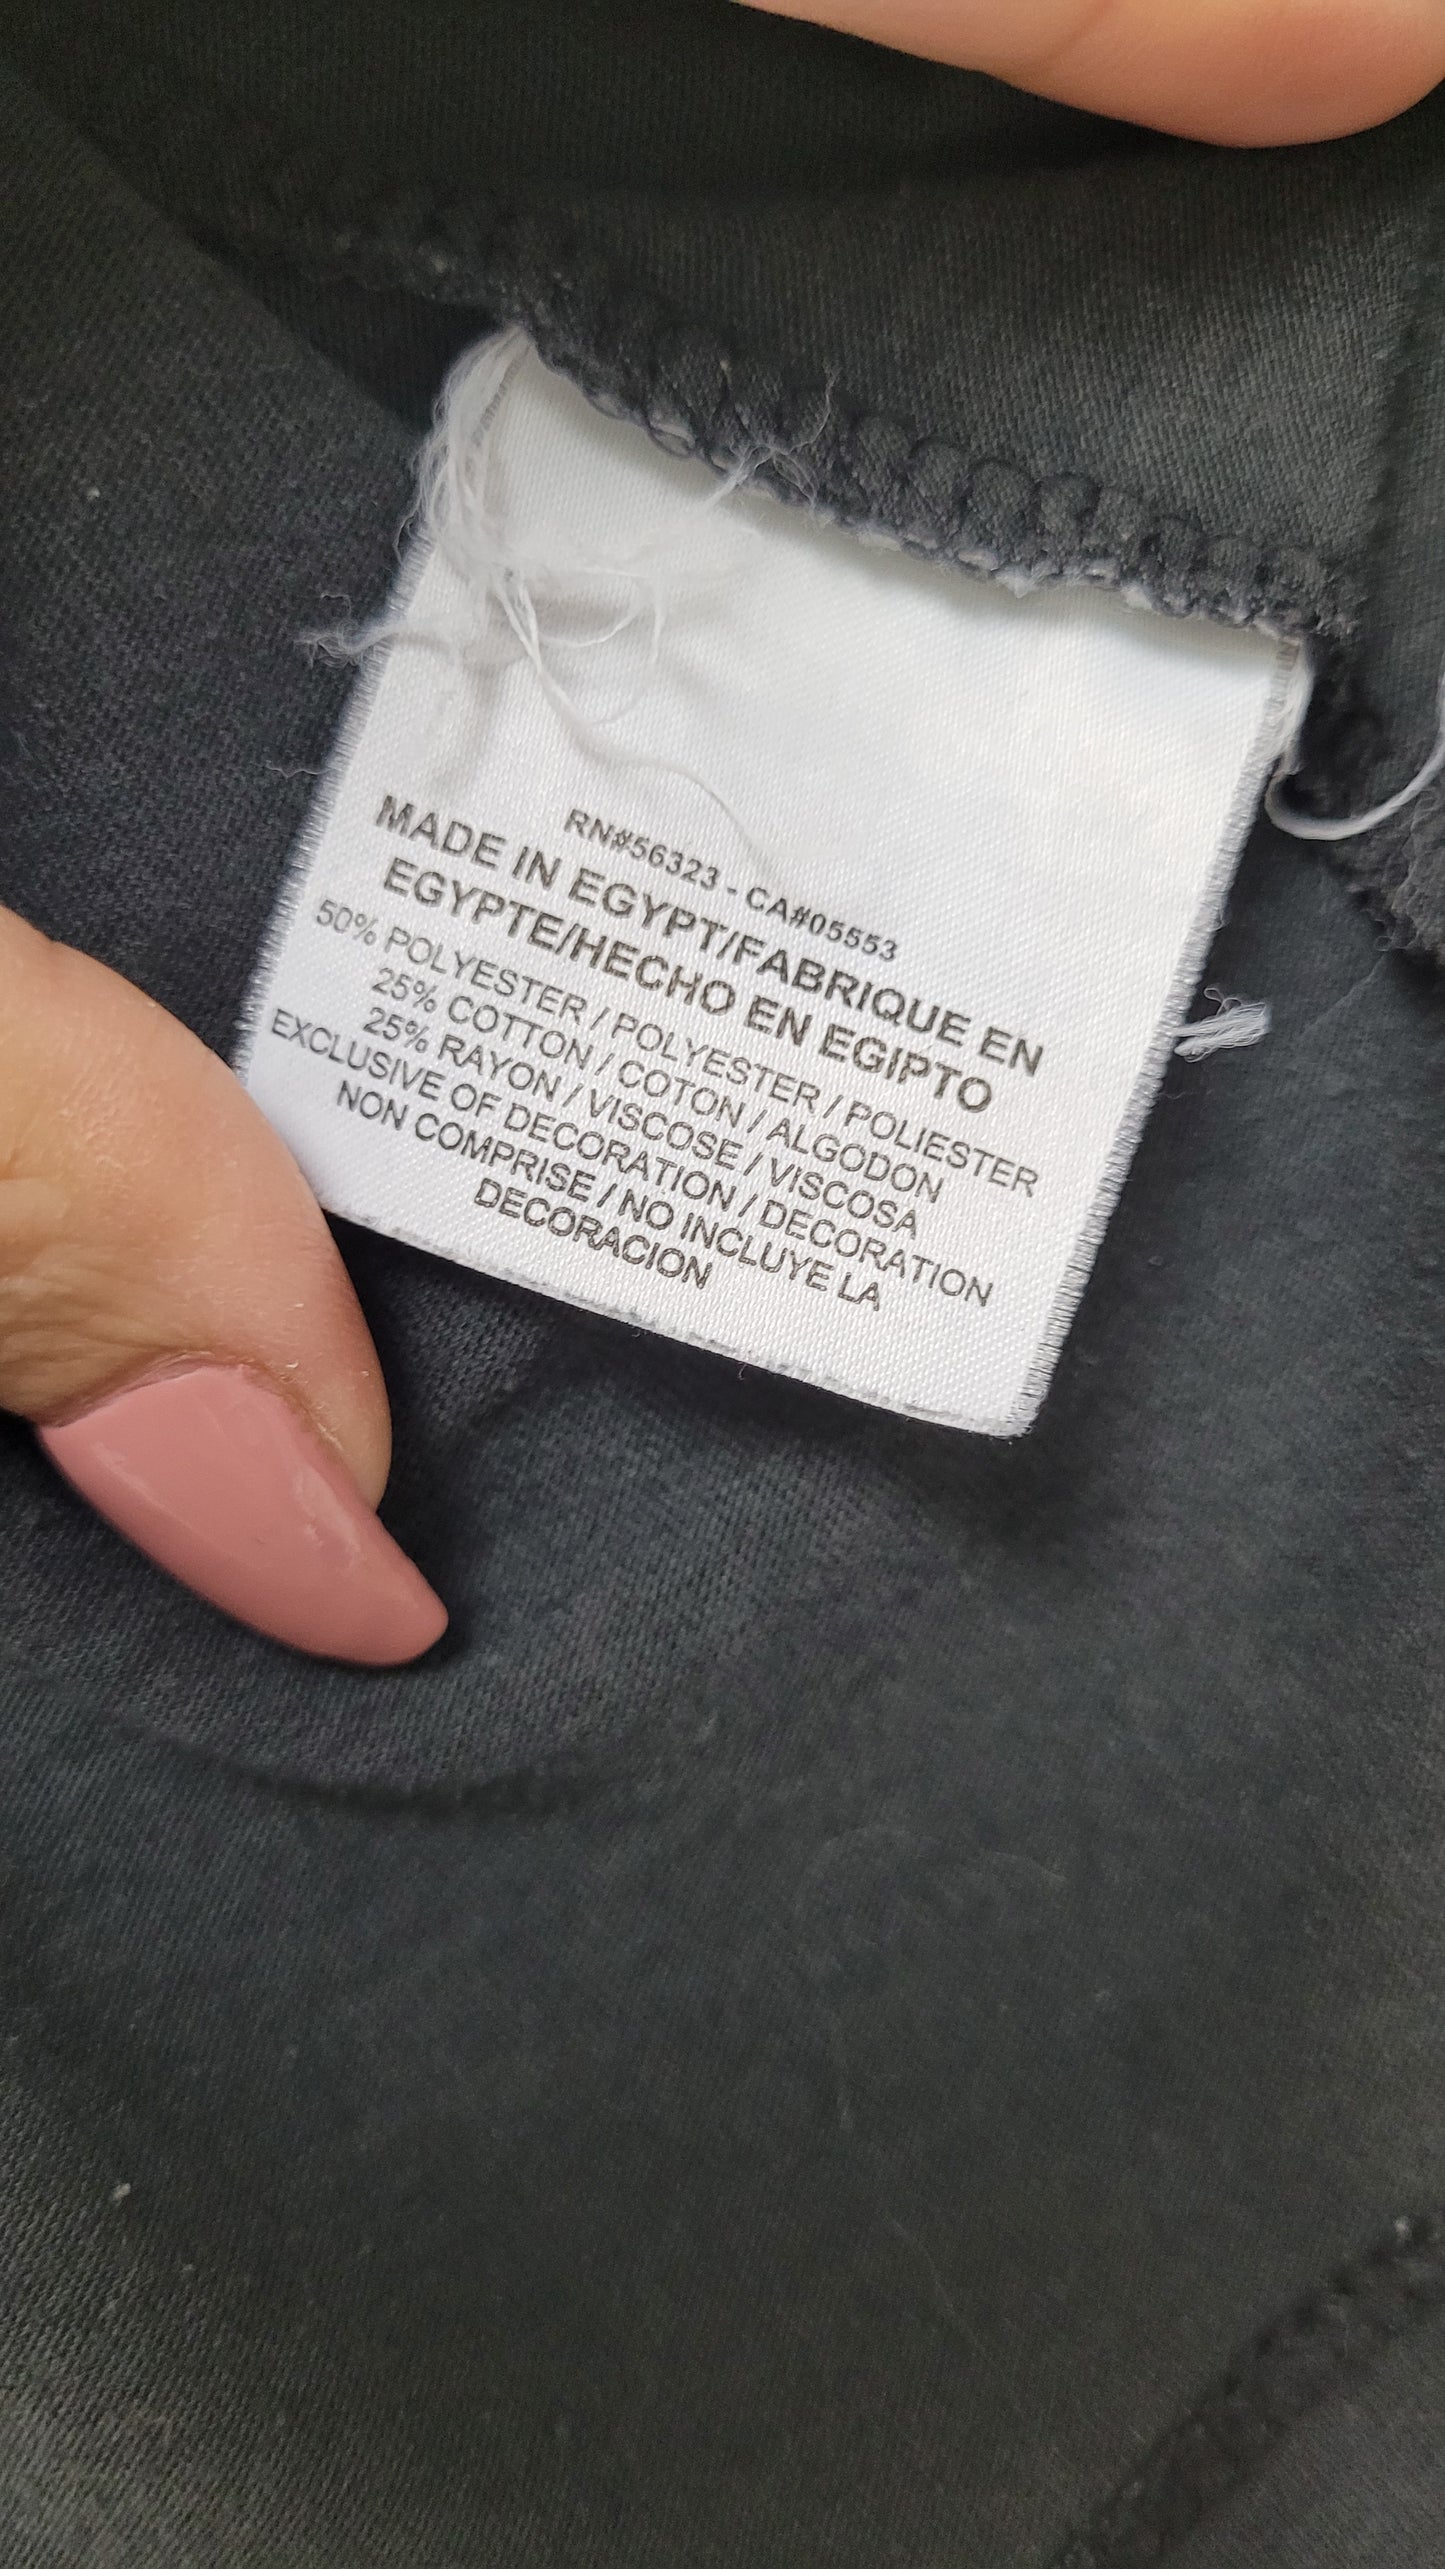 RN#56323 - CA#05553
MADE IN EGYPT/FABRIQUE EN
EGYPTE/HECHO EN EGIPTO
50% POLYESTER / POLYESTER / POLIESTER
25% COTTON / COTON / ALGODON
25% RAYON / VISCOSE / VISCOSA
EXCLUSIVE OF DECORATION / DECORATION
NON COMPRISE / NO INCLUYE LA
DECORACION